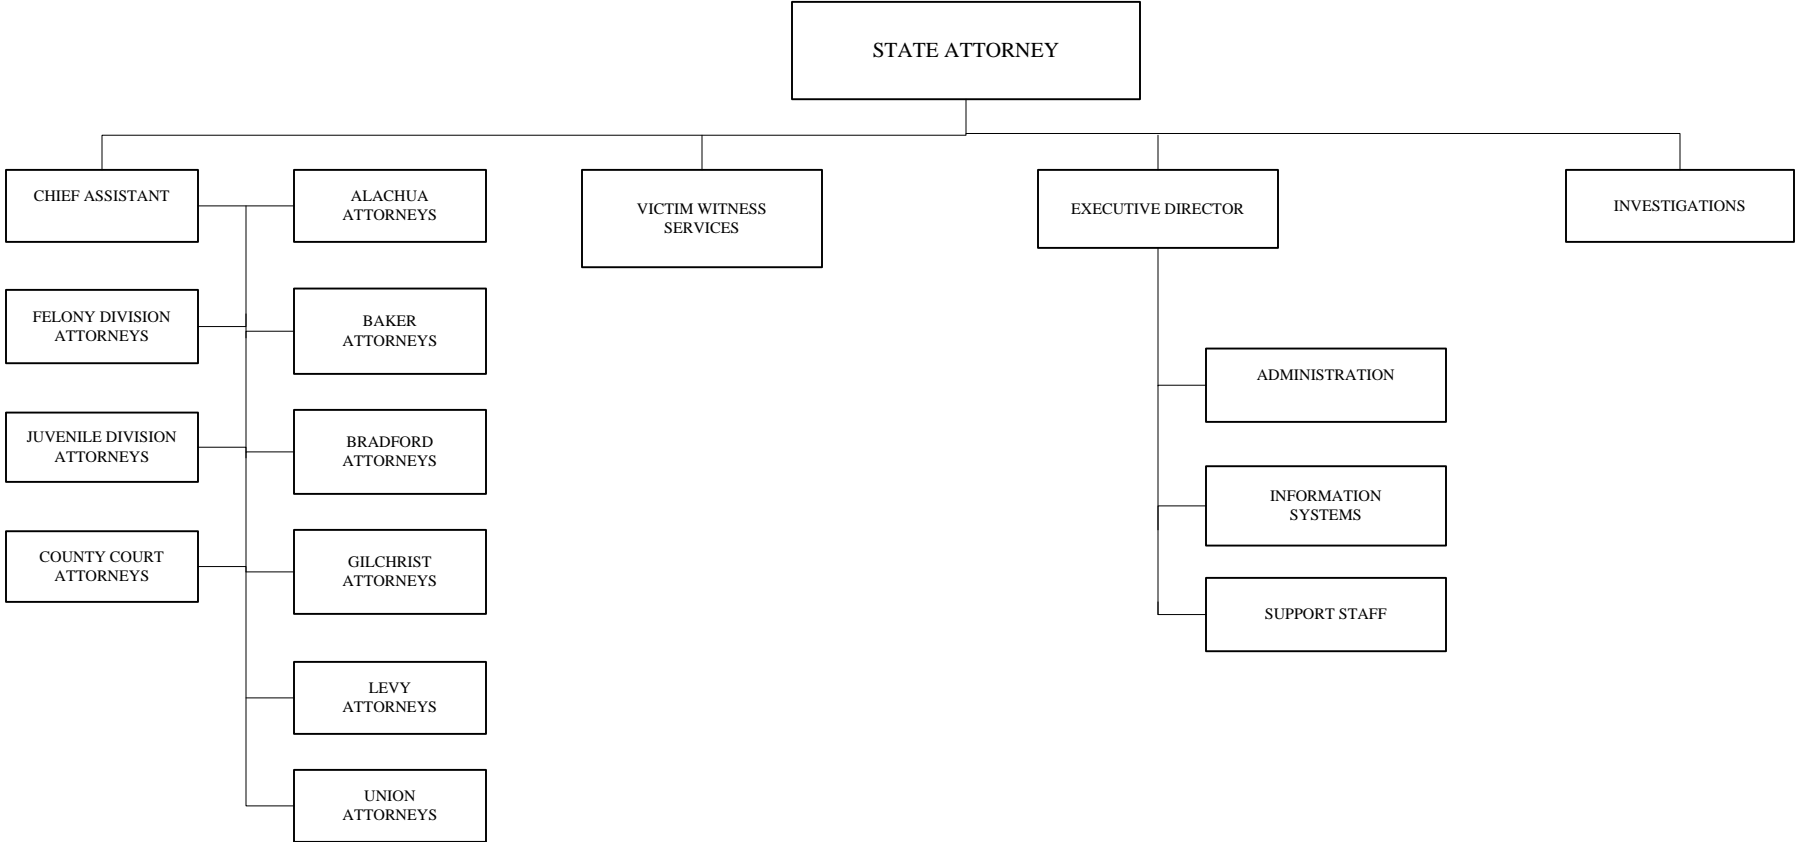 STATE ATTORNEY
CHIEF ASSISTANT
ALACHUA
ATTORNEYS
VICTIM WITNESS
SERVICES
EXECUTIVE DIRECTOR
INVESTIGATIONS
FELONY DIVISION
ATTORNEYS
BAKER
ATTORNEYS
ADMINISTRATION
JUVENILE DIVISION
ATTORNEYS
BRADFORD
ATTORNEYS
INFORMATION
SYSTEMS
COUNTY COURT
ATTORNEYS
GILCHRIST
ATTORNEYS
SUPPORT STAFF
LEVY
ATTORNEYS
UNION
ATTORNEYS